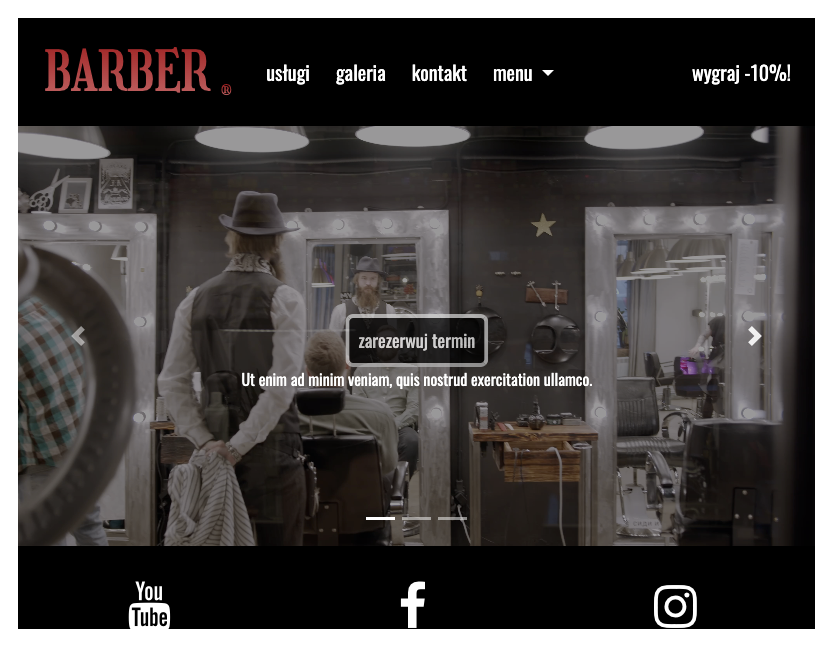 BARBER ®
usługi galeria kontakt menu wygraj -10%!
zarezerwuj termin
Ut enim ad minim veniam, quis nostrud exercitation ullamco.
You
Tube